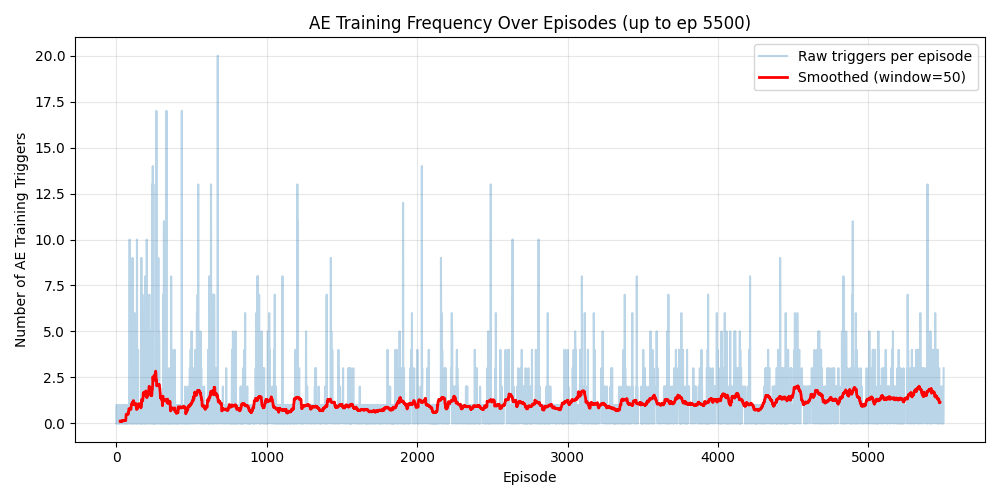 AE Training Frequency Over Episodes (up to ep 5500)
Raw triggers per episode
Smoothed (window=50)
Number of AE Training Triggers
20.0
17.5
15.0
12.5
10.0
7.5
5.0
2.5
0.0
0 1000 2000 3000 4000 5000
Episode